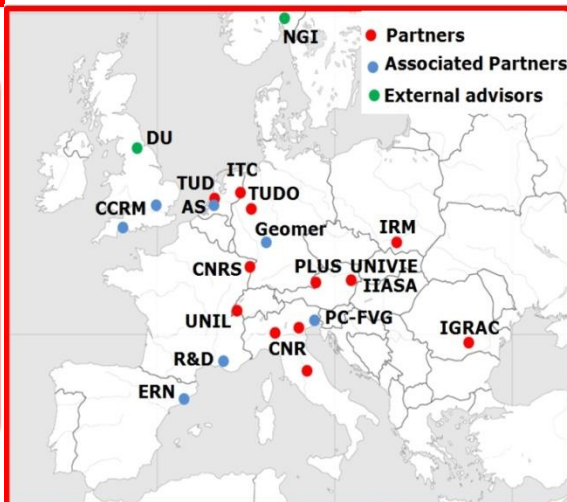 NGI
Partners
Associated Partners
External advisors
DU
ITC
TUD
TUDO
AS
CCRM
Geomer
IRM
CNRS
PLUS
UNIVIE
IIASA
UNIL
PC-FVG
CNR
IGRAC
R&D
ERN